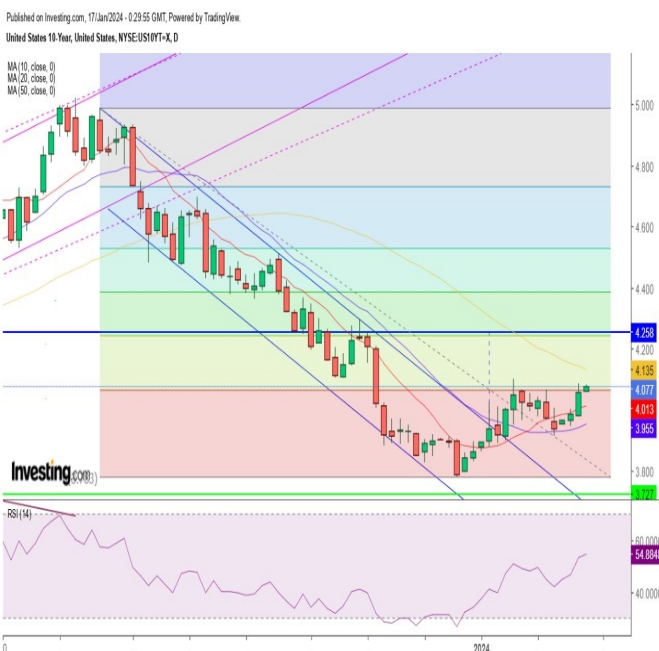 Published on Investing.com, 17/Jan/2024 - 0:29:55 GMT, Powered by TradingView.
United States 10-Year, United States, NYSE:US10YT=X, D
MA (10, close, 0)
MA (20, close, 0)
MA (50, close, 0)
5.000
4.800
4.600
4.400
4.258
4.200
4.135
4.077
4.013
3.955
3.800
3.727
Investing.com
RSI (14)
60.0000
54.8848
40.0000
2024